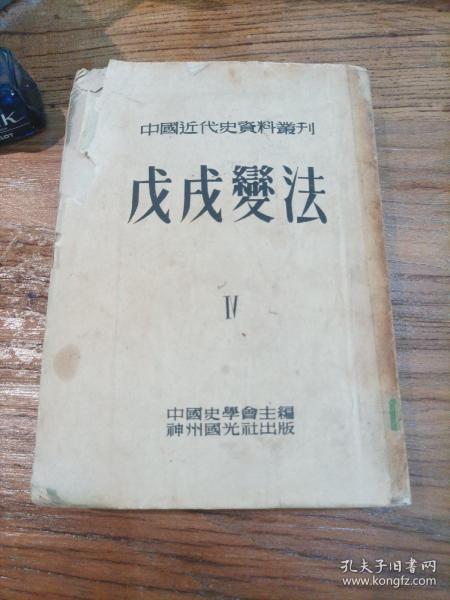 中國近代史資料叢刊
戊戌變法
IV
中國史學會主編
神州國光社出版
k
LOT
孔夫子旧书网
www.kongfz.com